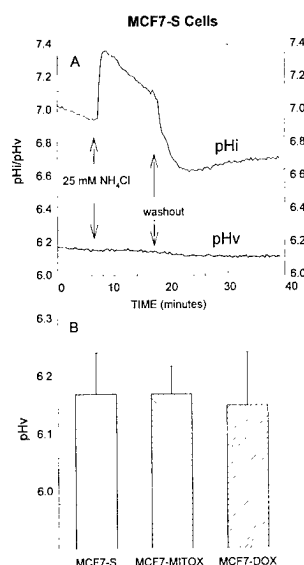 MCF7-S Cells
A
7.4
7.2
7.0
6.8
6.6
6.4
6.2
6.0
pHi/pHv
7.4
7.2
7.0
6.8
6.6
6.4
6.2
6.0
25 mM NH₄Cl
washout
pHi
pHv
0 10 20 30 40
TIME (minutes)
B
6.3
6.2
6.1
6.0
pHv
MCF7-S MCF7-MITOX MCF7-DOX